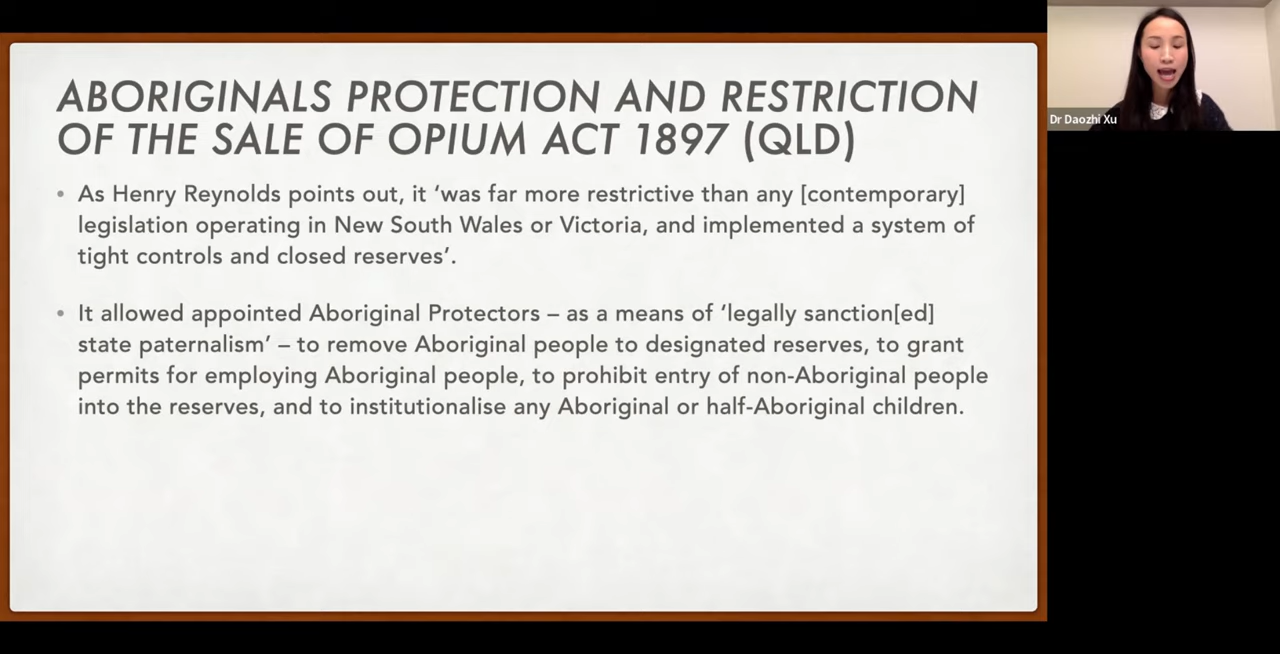 ABORIGINALS PROTECTION AND RESTRICTION
OF THE SALE OF OPIUM ACT 1897 (QLD)
• As Henry Reynolds points out, it ‘was far more restrictive than any [contemporary]
legislation operating in New South Wales or Victoria, and implemented a system of
tight controls and closed reserves’.
• It allowed appointed Aboriginal Protectors – as a means of ‘legally sanction[ed]
state paternalism’ – to remove Aboriginal people to designated reserves, to grant
permits for employing Aboriginal people, to prohibit entry of non-Aboriginal people
into the reserves, and to institutionalise any Aboriginal or half-Aboriginal children.
Dr Daozhi Xu